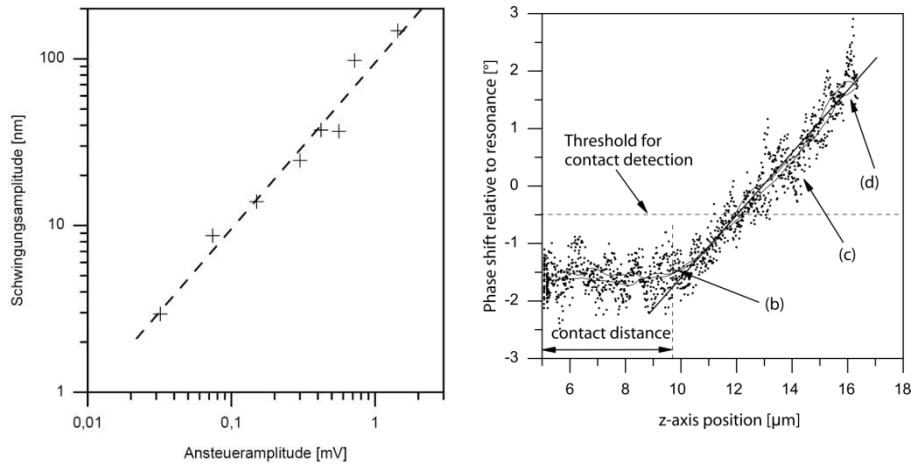 Schwingungsamplitude [nm]
100
10
1
0,01
0,1
1
Ansteueramplitude [mV]
Phase shift relative to resonance [°]
3
2
1
0
-1
-2
-3
Threshold for
contact detection
(d)
(c)
(b)
contact distance
6
8
10
12
14
16
18
z-axis position [µm]